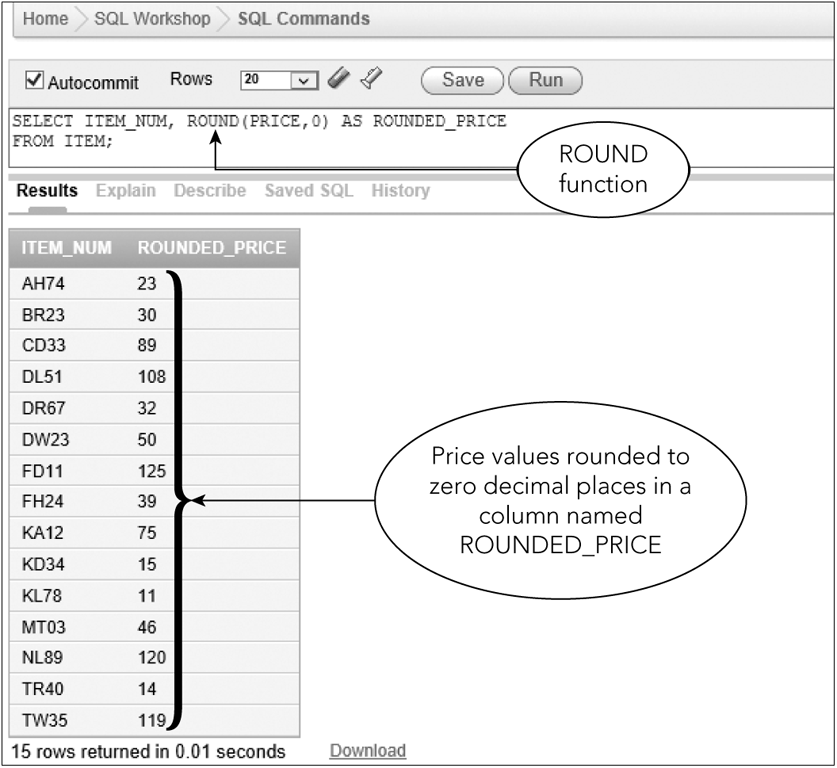 Home SQL Workshop SQL Commands
Autocommit Rows 20 Save Run
SELECT ITEM_NUM, ROUND(PRICE,0) AS ROUNDED_PRICE
FROM ITEM;
ROUND
function
Results Explain Describe Saved SQL History
ITEM_NUM ROUNDED_PRICE
AH74 23
BR23 30
CD33 89
DL51 108
DR67 32
DW23 50
FD11 125
FH24 39
KA12 75
KD34 15
KL78 11
MT03 46
NL89 120
TR40 14
TW35 119
Price values rounded to
zero decimal places in a
column named
ROUNDED_PRICE
15 rows returned in 0.01 seconds Download